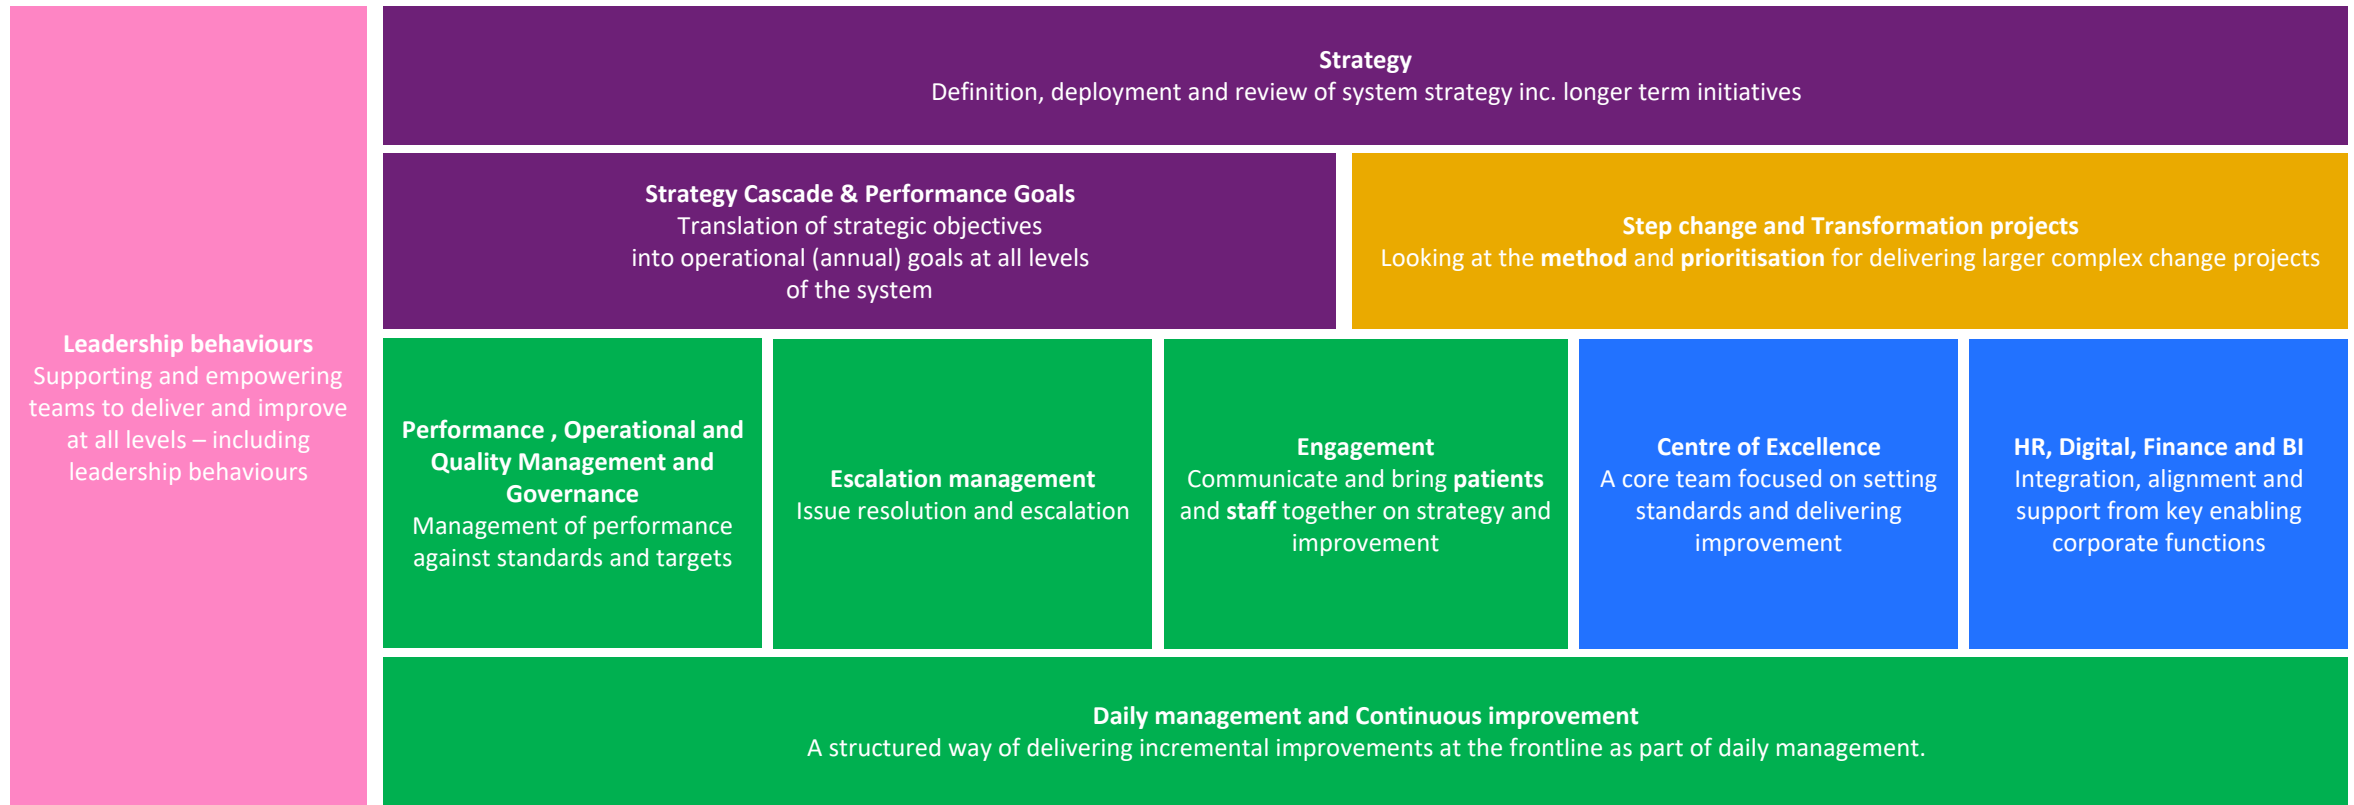 Leadership behaviours
Supporting and empowering
teams to deliver and improve
at all levels – including
leadership behaviours
Strategy
Definition, deployment and review of system strategy inc. longer term initiatives
Strategy Cascade & Performance Goals
Translation of strategic objectives
into operational (annual) goals at all levels
of the system
Step change and Transformation projects
Looking at the method and prioritisation for delivering larger complex change projects
Performance , Operational and
Quality Management and
Governance
Management of performance
against standards and targets
Escalation management
Issue resolution and escalation
Engagement
Communicate and bring patients
and staff together on strategy and
improvement
Centre of Excellence
A core team focused on setting
standards and delivering
improvement
HR, Digital, Finance and BI
Integration, alignment and
support from key enabling
corporate functions
Daily management and Continuous improvement
A structured way of delivering incremental improvements at the frontline as part of daily management.